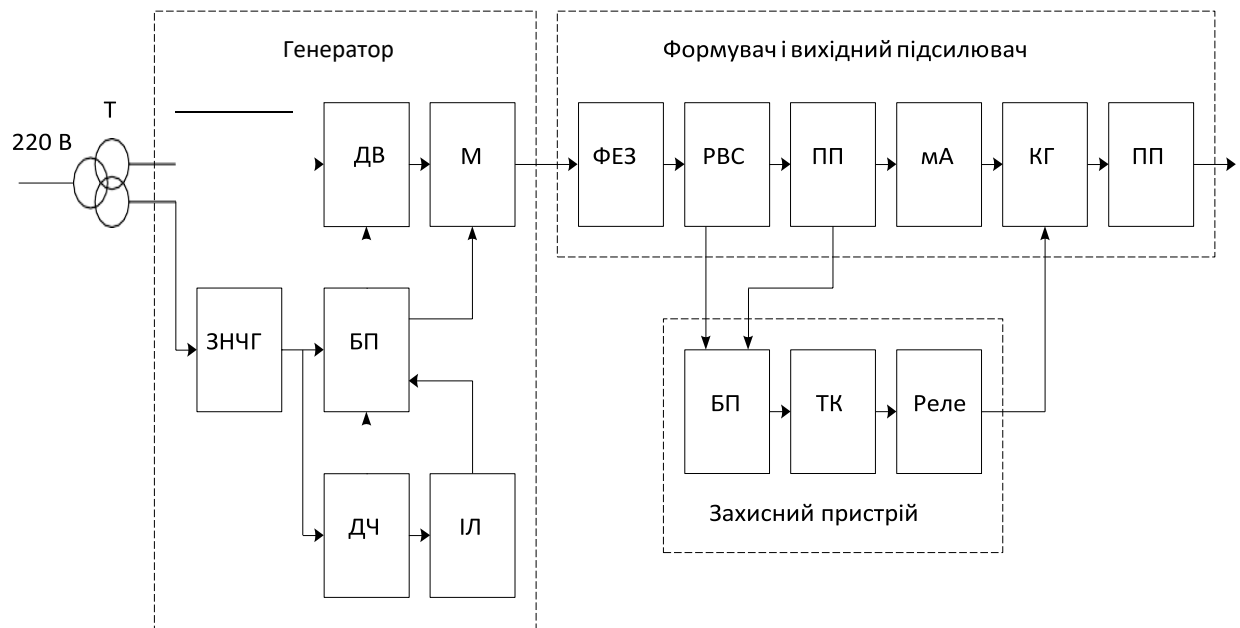 Генератор
Формувач і вихідний підсилювач
Т
220 В
ДВ
М
ФЕЗ
РВС
ПП
мА
КГ
ПП
ЗНЧГ
БП
БП
ТК
Реле
Захисний пристрій
ДЧ
ІЛ